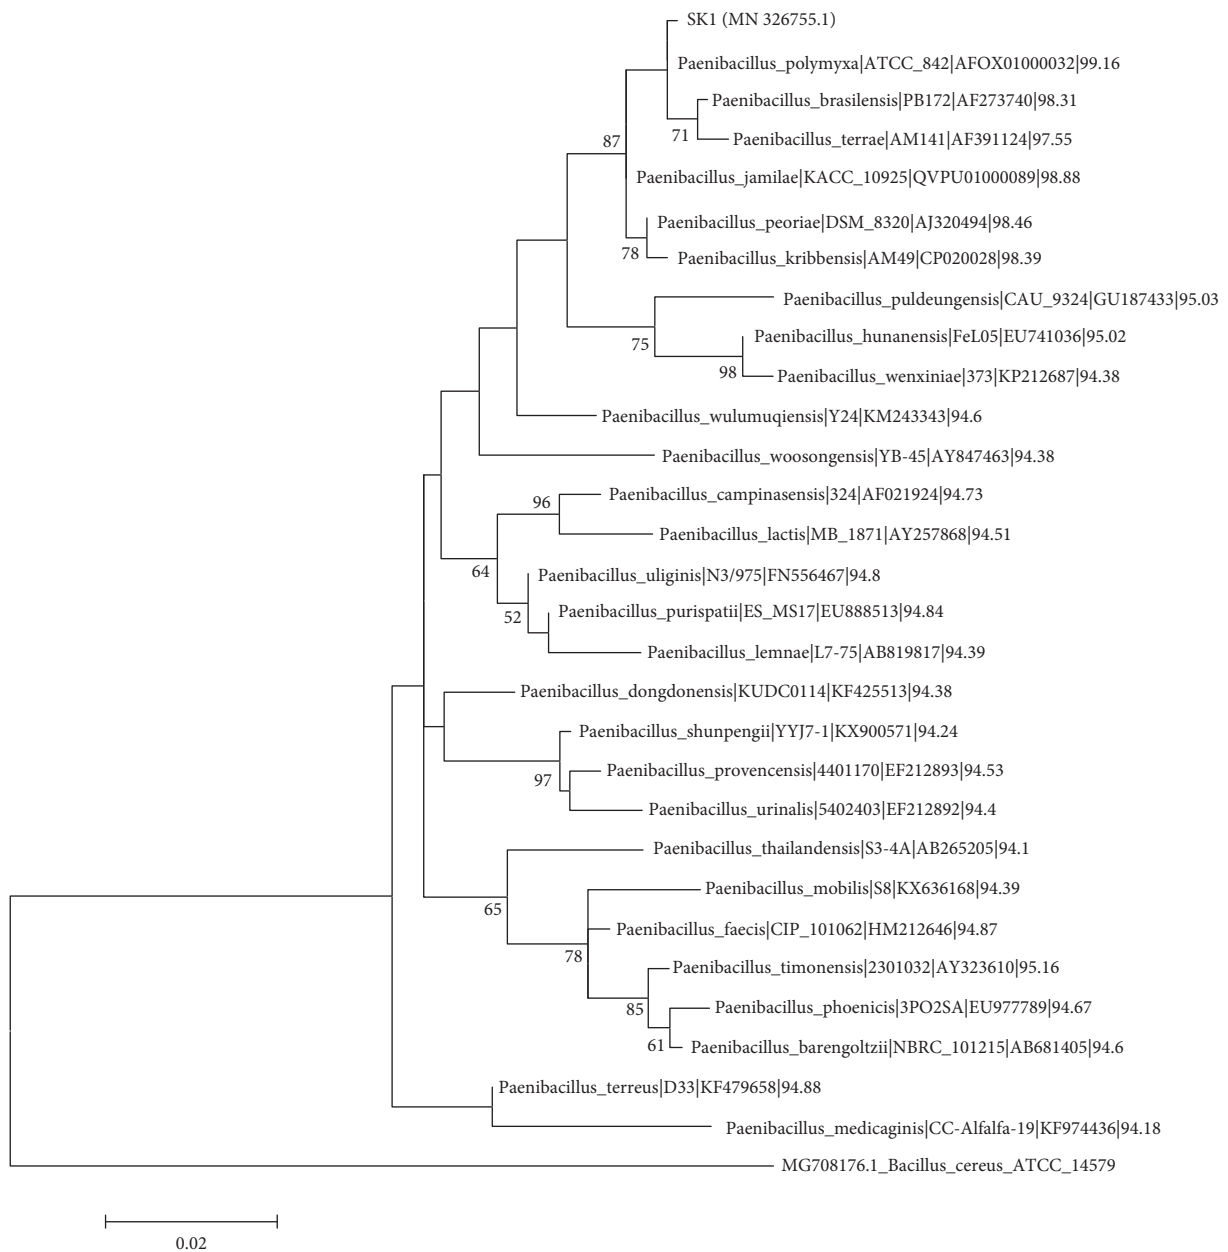 SK1 (MN 326755.1)
Paenibacillus_polymyxa|ATCC_842|AFOX01000032|99.16
Paenibacillus_brasilensis|PB172|AF273740|98.31
71
Paenibacillus_terrae|AM141|AF391124|97.55
87
Paenibacillus_jamilae|KACC_10925|QVPU01000089|98.88
Paenibacillus_peoriae|DSM_8320|AJ320494|98.46
78
Paenibacillus_kribbensis|AM49|CP020028|98.39
Paenibacillus_puldeungensis|CAU_9324|GU187433|95.03
75
Paenibacillus_hunanensis|FeL05|EU741036|95.02
98
Paenibacillus_wenxiniae|373|KP212687|94.38
Paenibacillus_wulumuqiensis|Y24|KM243343|94.6
Paenibacillus_woosongensis|YB-45|AY847463|94.38
Paenibacillus_campinasensis|324|AF021924|94.73
96
Paenibacillus_lactis|MB_1871|AY257868|94.51
64
Paenibacillus_uliginis|N3/975|FN556467|94.8
52
Paenibacillus_purispatii|ES_MS17|EU888513|94.84
Paenibacillus_lemnae|L7-75|AB819817|94.39
Paenibacillus_dongdonensis|KUDC0114|KF425513|94.38
Paenibacillus_shunpengii|YYJ7-1|KX900571|94.24
97
Paenibacillus_provencensis|4401170|EF212893|94.53
Paenibacillus_urinalis|5402403|EF212892|94.4
Paenibacillus_thailandensis|S3-4A|AB265205|94.1
65
Paenibacillus_mobilis|S8|KX636168|94.39
Paenibacillus_faecis|CIP_101062|HM212646|94.87
78
Paenibacillus_timonensis|2301032|AY323610|95.16
85
Paenibacillus_phoenicis|3PO2SA|EU977789|94.67
61
Paenibacillus_barengoltzii|NBRC_101215|AB681405|94.6
Paenibacillus_terreus|D33|KF479658|94.88
Paenibacillus_medicaginis|CC-Alfalfa-19|KF974436|94.18
MG708176.1_Bacillus_cereus_ATCC_14579
0.02